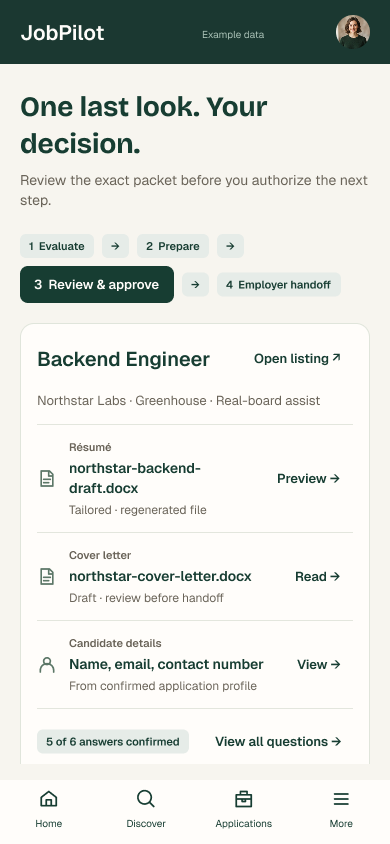 JobPilot
Example data
One last look. Your
decision.
Review the exact packet before you authorize the next
step.
1 Evaluate → 2 Prepare →
3 Review & approve → 4 Employer handoff
Backend Engineer
Open listing ↗
Northstar Labs · Greenhouse · Real-board assist
Résumé
northstar-backend-
draft.docx
Preview →
Tailored · regenerated file
Cover letter
northstar-cover-letter.docx
Read →
Draft · review before handoff
Candidate details
Name, email, contact number
View →
From confirmed application profile
5 of 6 answers confirmed
View all questions →
Home
Discover
Applications
More